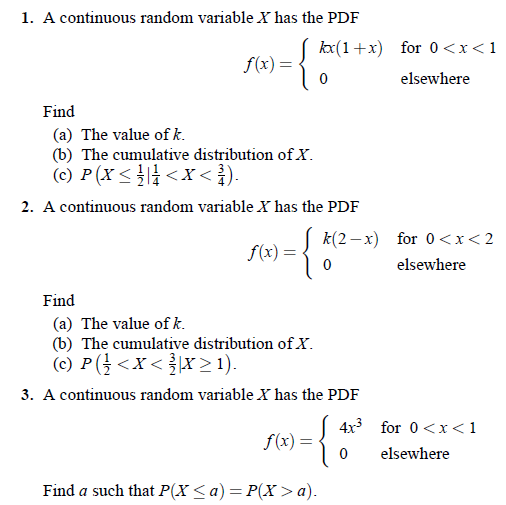 1. A continuous random variable X has the PDF
f(x) = { kx(1+x) for 0 < x < 1
0 elsewhere
Find
(a) The value of k.
(b) The cumulative distribution of X.
(c) P(X ≤ 1/2 | 1/4 < X < 3/4).
2. A continuous random variable X has the PDF
f(x) = { k(2−x) for 0 < x < 2
0 elsewhere
Find
(a) The value of k.
(b) The cumulative distribution of X.
(c) P(1/2 < X < 3/2 | X ≥ 1).
3. A continuous random variable X has the PDF
f(x) = { 4x³ for 0 < x < 1
0 elsewhere
Find a such that P(X ≤ a) = P(X > a).